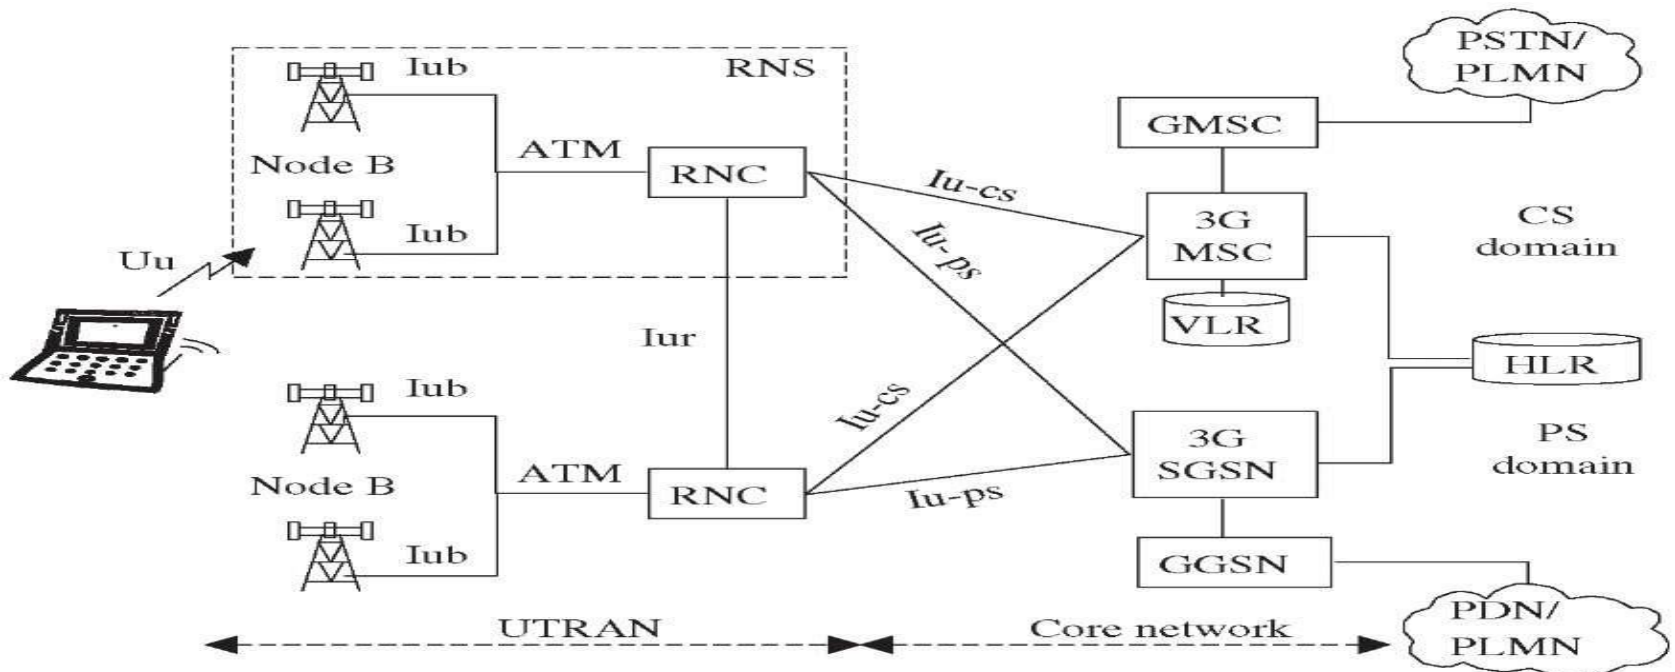 PSTN/
PLMN
Iub
RNS
GMSC
ATM
Node B
RNC
Iu-cs
3G
MSC
CS
domain
Iub
Iu-ps
Uu
VLR
Iur
HLR
Iub
Iu-cs
3G
SGSN
PS
domain
ATM
Node B
RNC
Iu-ps
Iub
GGSN
PDN/
PLMN
UTRAN
Core network